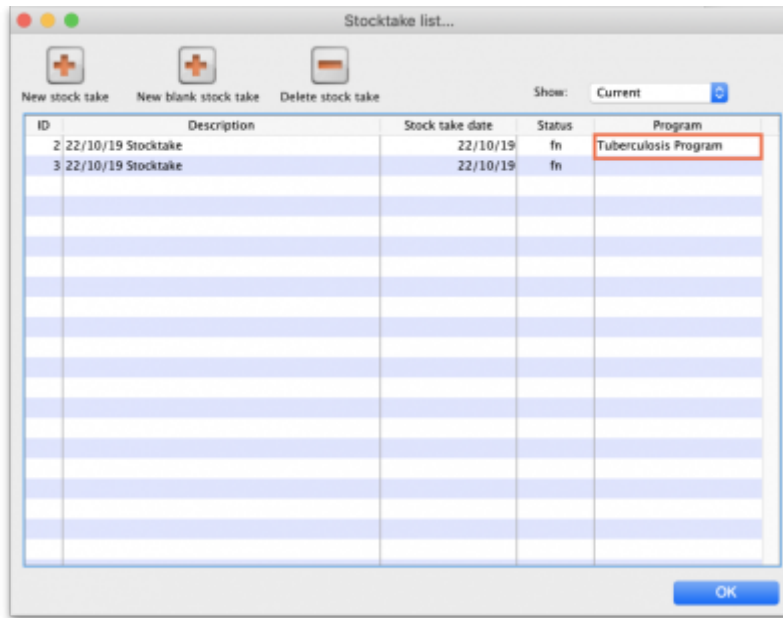 Stocktake list...
New stock take New blank stock take Delete stock take Show: Current
ID Description Stock take date Status Program
2 22/10/19 Stocktake 22/10/19 fn Tuberculosis Program
3 22/10/19 Stocktake 22/10/19 fn
OK